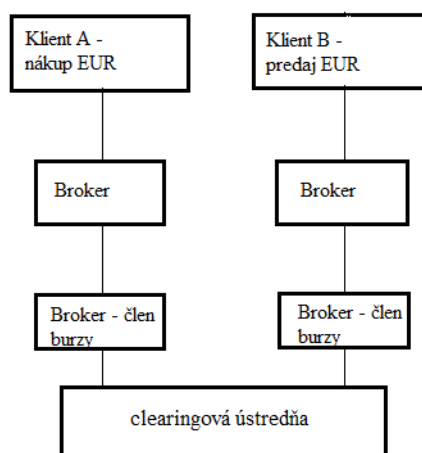 Klient A -
nákup EUR
Klient B -
predaj EUR
Broker
Broker
Broker - člen
burzy
Broker - člen
burzy
clearingová ústredňa